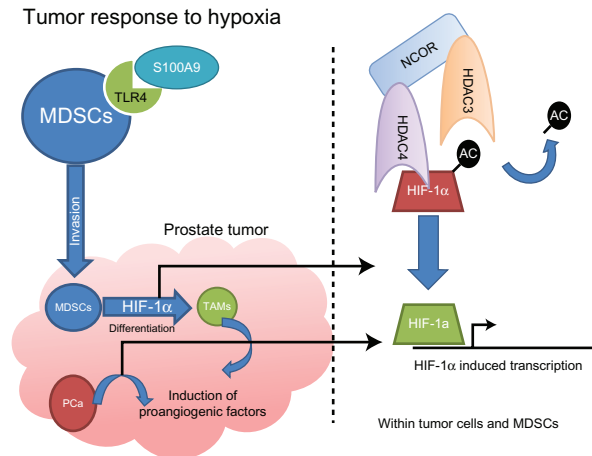 Tumor response to hypoxia
S100A9
TLR4
MDSCs
Invasion
Prostate tumor
MDSCs
HIF-1α
TAMs
Differentiation
PCa
Induction of
proangiogenic factors
NCOR
HDAC3
HDAC4
AC
AC
HIF-1α
HIF-1a
HIF-1α induced transcription
Within tumor cells and MDSCs